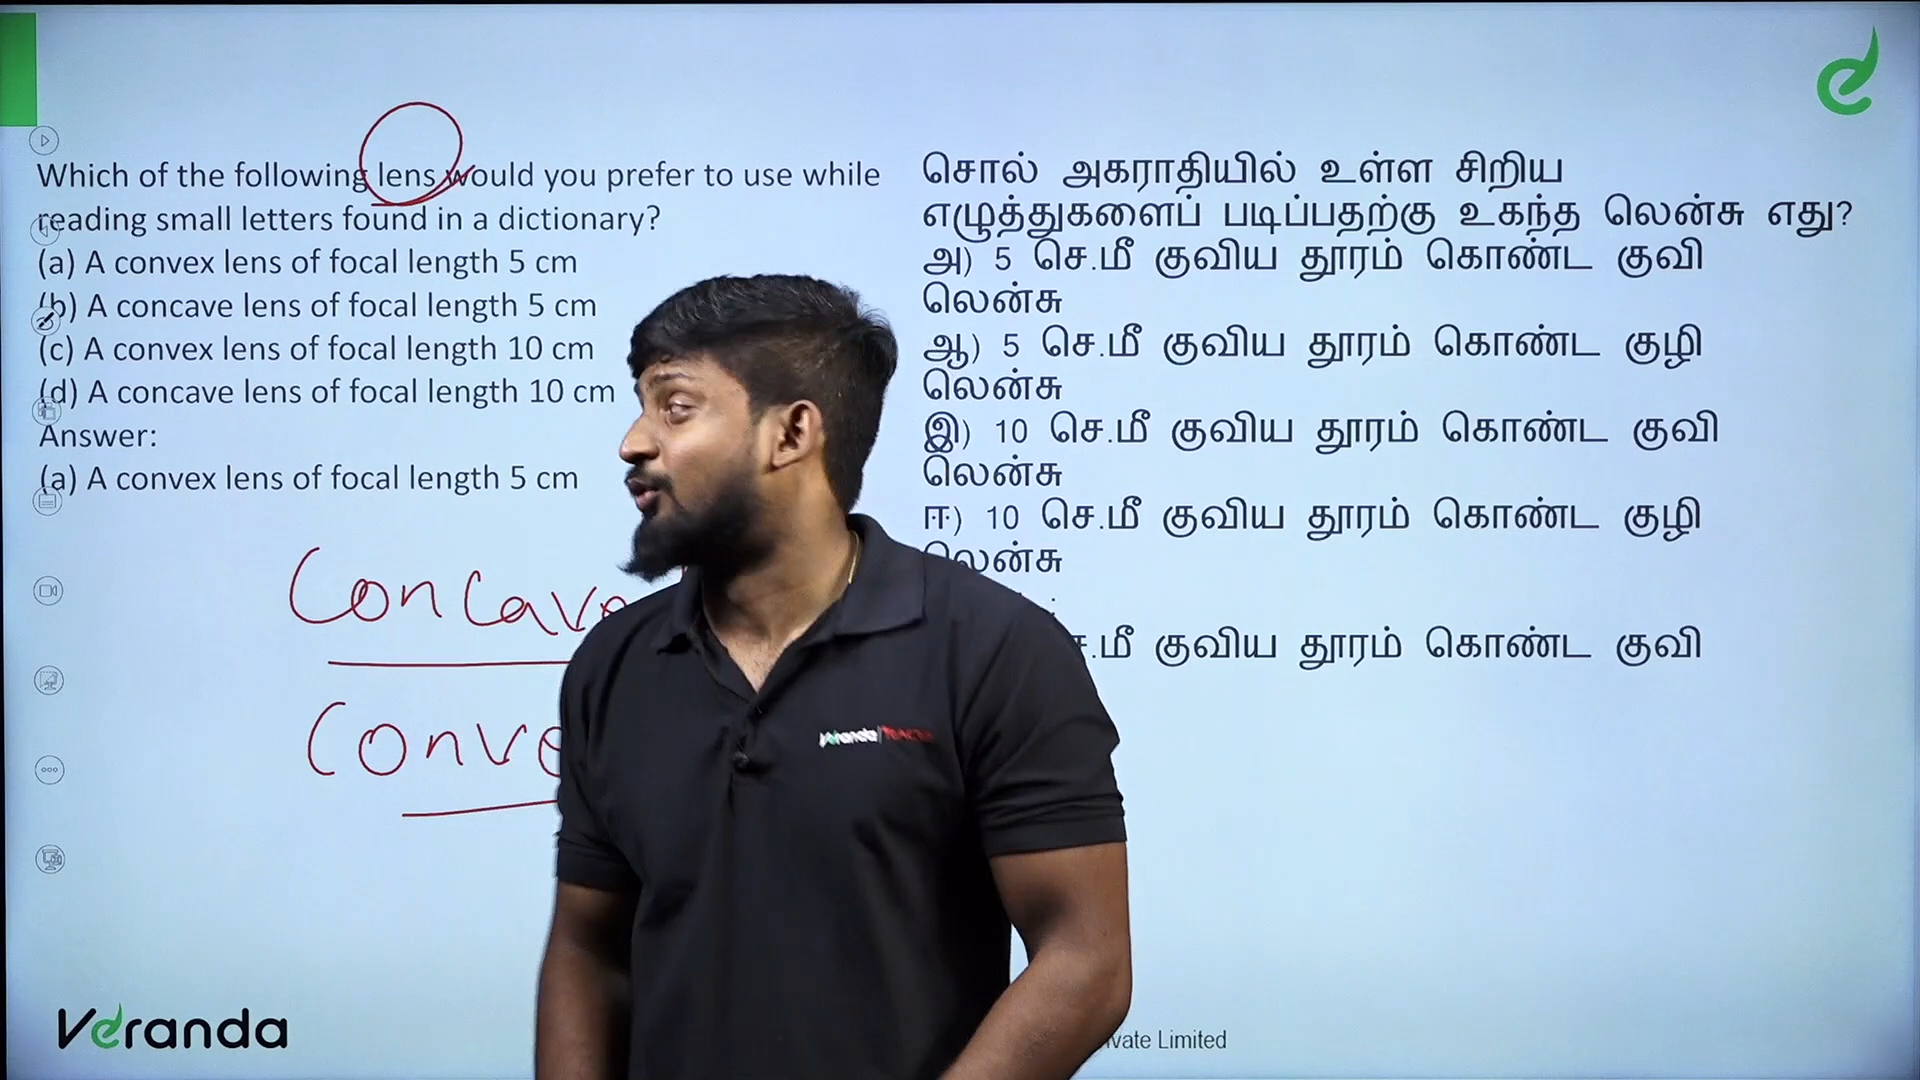 Which of the following lens would you prefer to use while
reading small letters found in a dictionary?
(a) A convex lens of focal length 5 cm
(b) A concave lens of focal length 5 cm
(c) A convex lens of focal length 10 cm
(d) A concave lens of focal length 10 cm
Answer:
(a) A convex lens of focal length 5 cm
Concave
சொல் அகராதியில் உள்ள சிறிய
எழுத்துகளைப் படிப்பதற்கு உகந்த லென்சு எது?
அ) 5 செ.மீ குவிய தூரம் கொண்ட குவி
லென்சு
ஆ) 5 செ.மீ குவிய தூரம் கொண்ட குழி
லென்சு
இ) 10 செ.மீ குவிய தூரம் கொண்ட குவி
லென்சு
ஈ) 10 செ.மீ குவிய தூரம் கொண்ட குழி
லென்சு
குவிய தூரம் கொண்ட குவி
Veranda
Veranda
Limited